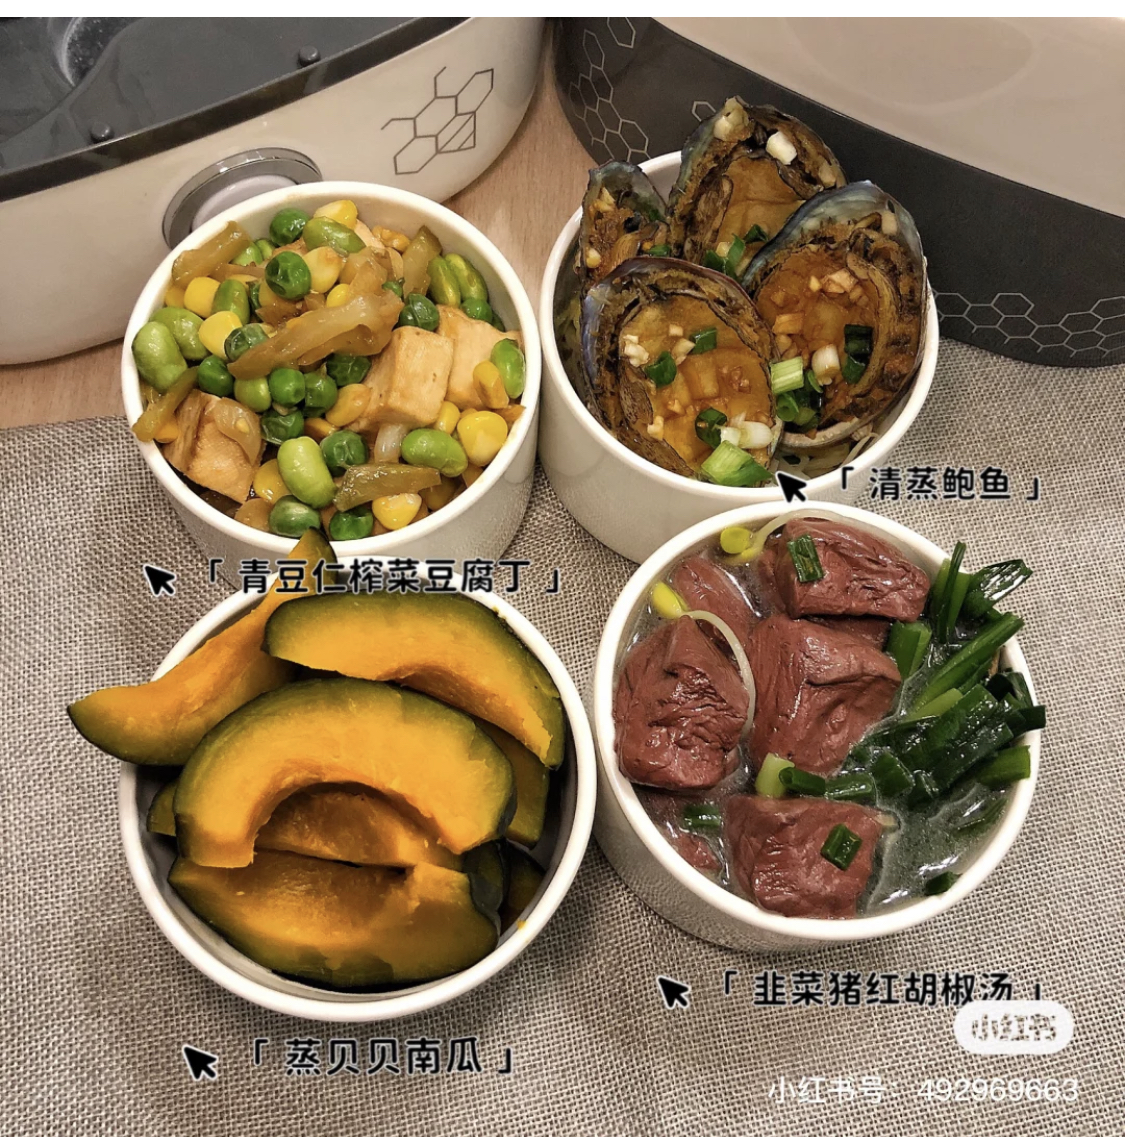 「 清蒸鲍鱼 」
「 青豆仁榨菜豆腐丁 」
「 韭菜猪红胡椒汤 」
「 蒸贝贝南瓜 」
小红书
小红书号：492969663